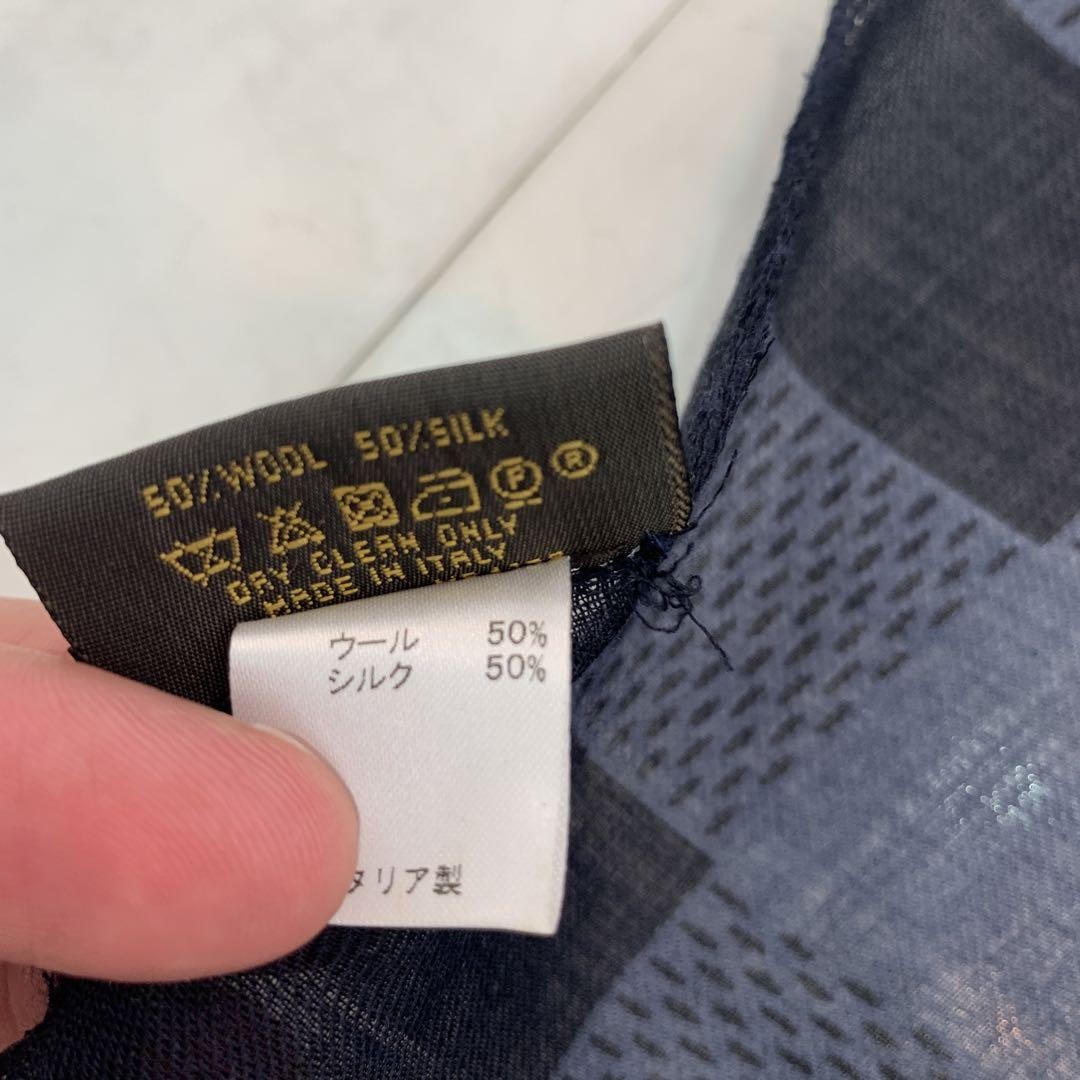 50%WOOL 50%SILK
F R
DRY CLEAN ONLY
MADE IN ITALY
ウール 50%
シルク 50%
タリア製